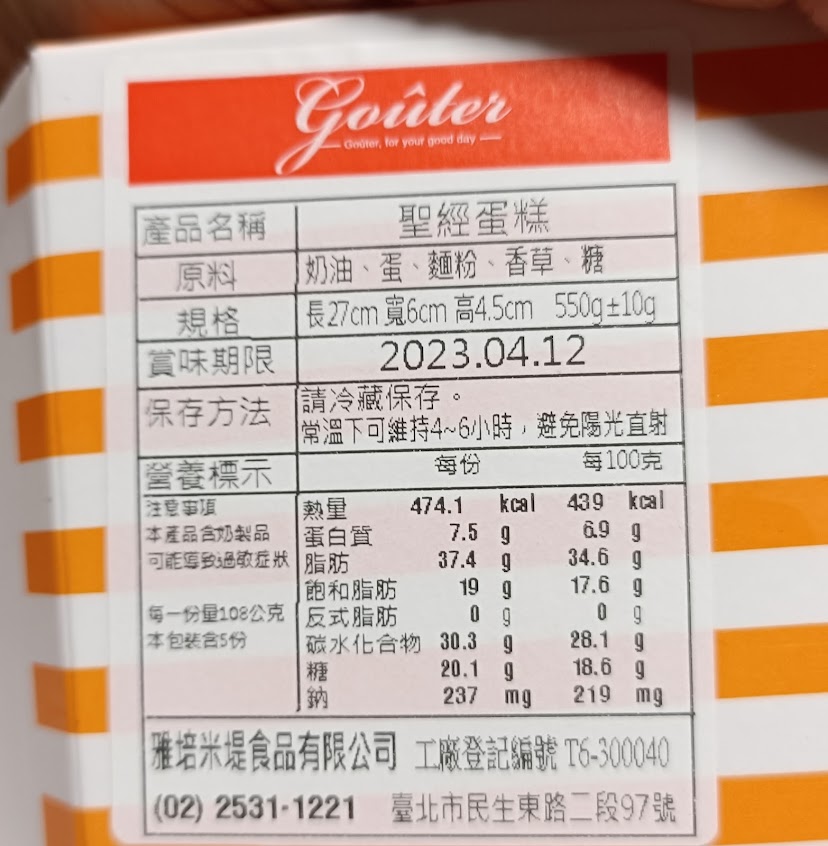 Goûter
Goûter, for your good day
產品名稱 聖經蛋糕
原料 奶油、蛋、麵粉、香草、糖
規格 長27cm 寬6cm 高4.5cm 550g±10g
賞味期限 2023.04.12
保存方法 請冷藏保存。
常溫下可維持4~6小時,避免陽光直射
營養標示 每份 每100克
注意事項 熱量 474.1 kcal 439 kcal
本產品含奶製品 蛋白質 7.5 g 6.9 g
可能導致過敏症狀 脂肪 37.4 g 34.6 g
飽和脂肪 19 g 17.6 g
每一份量108公克 反式脂肪 0 g 0 g
本包裝含5份 碳水化合物 30.3 g 28.1 g
糖 20.1 g 18.6 g
鈉 237 mg 219 mg
雅培米堤食品有限公司 工廠登記編號 T6-300040
(02) 2531-1221 臺北市民生東路二段97號